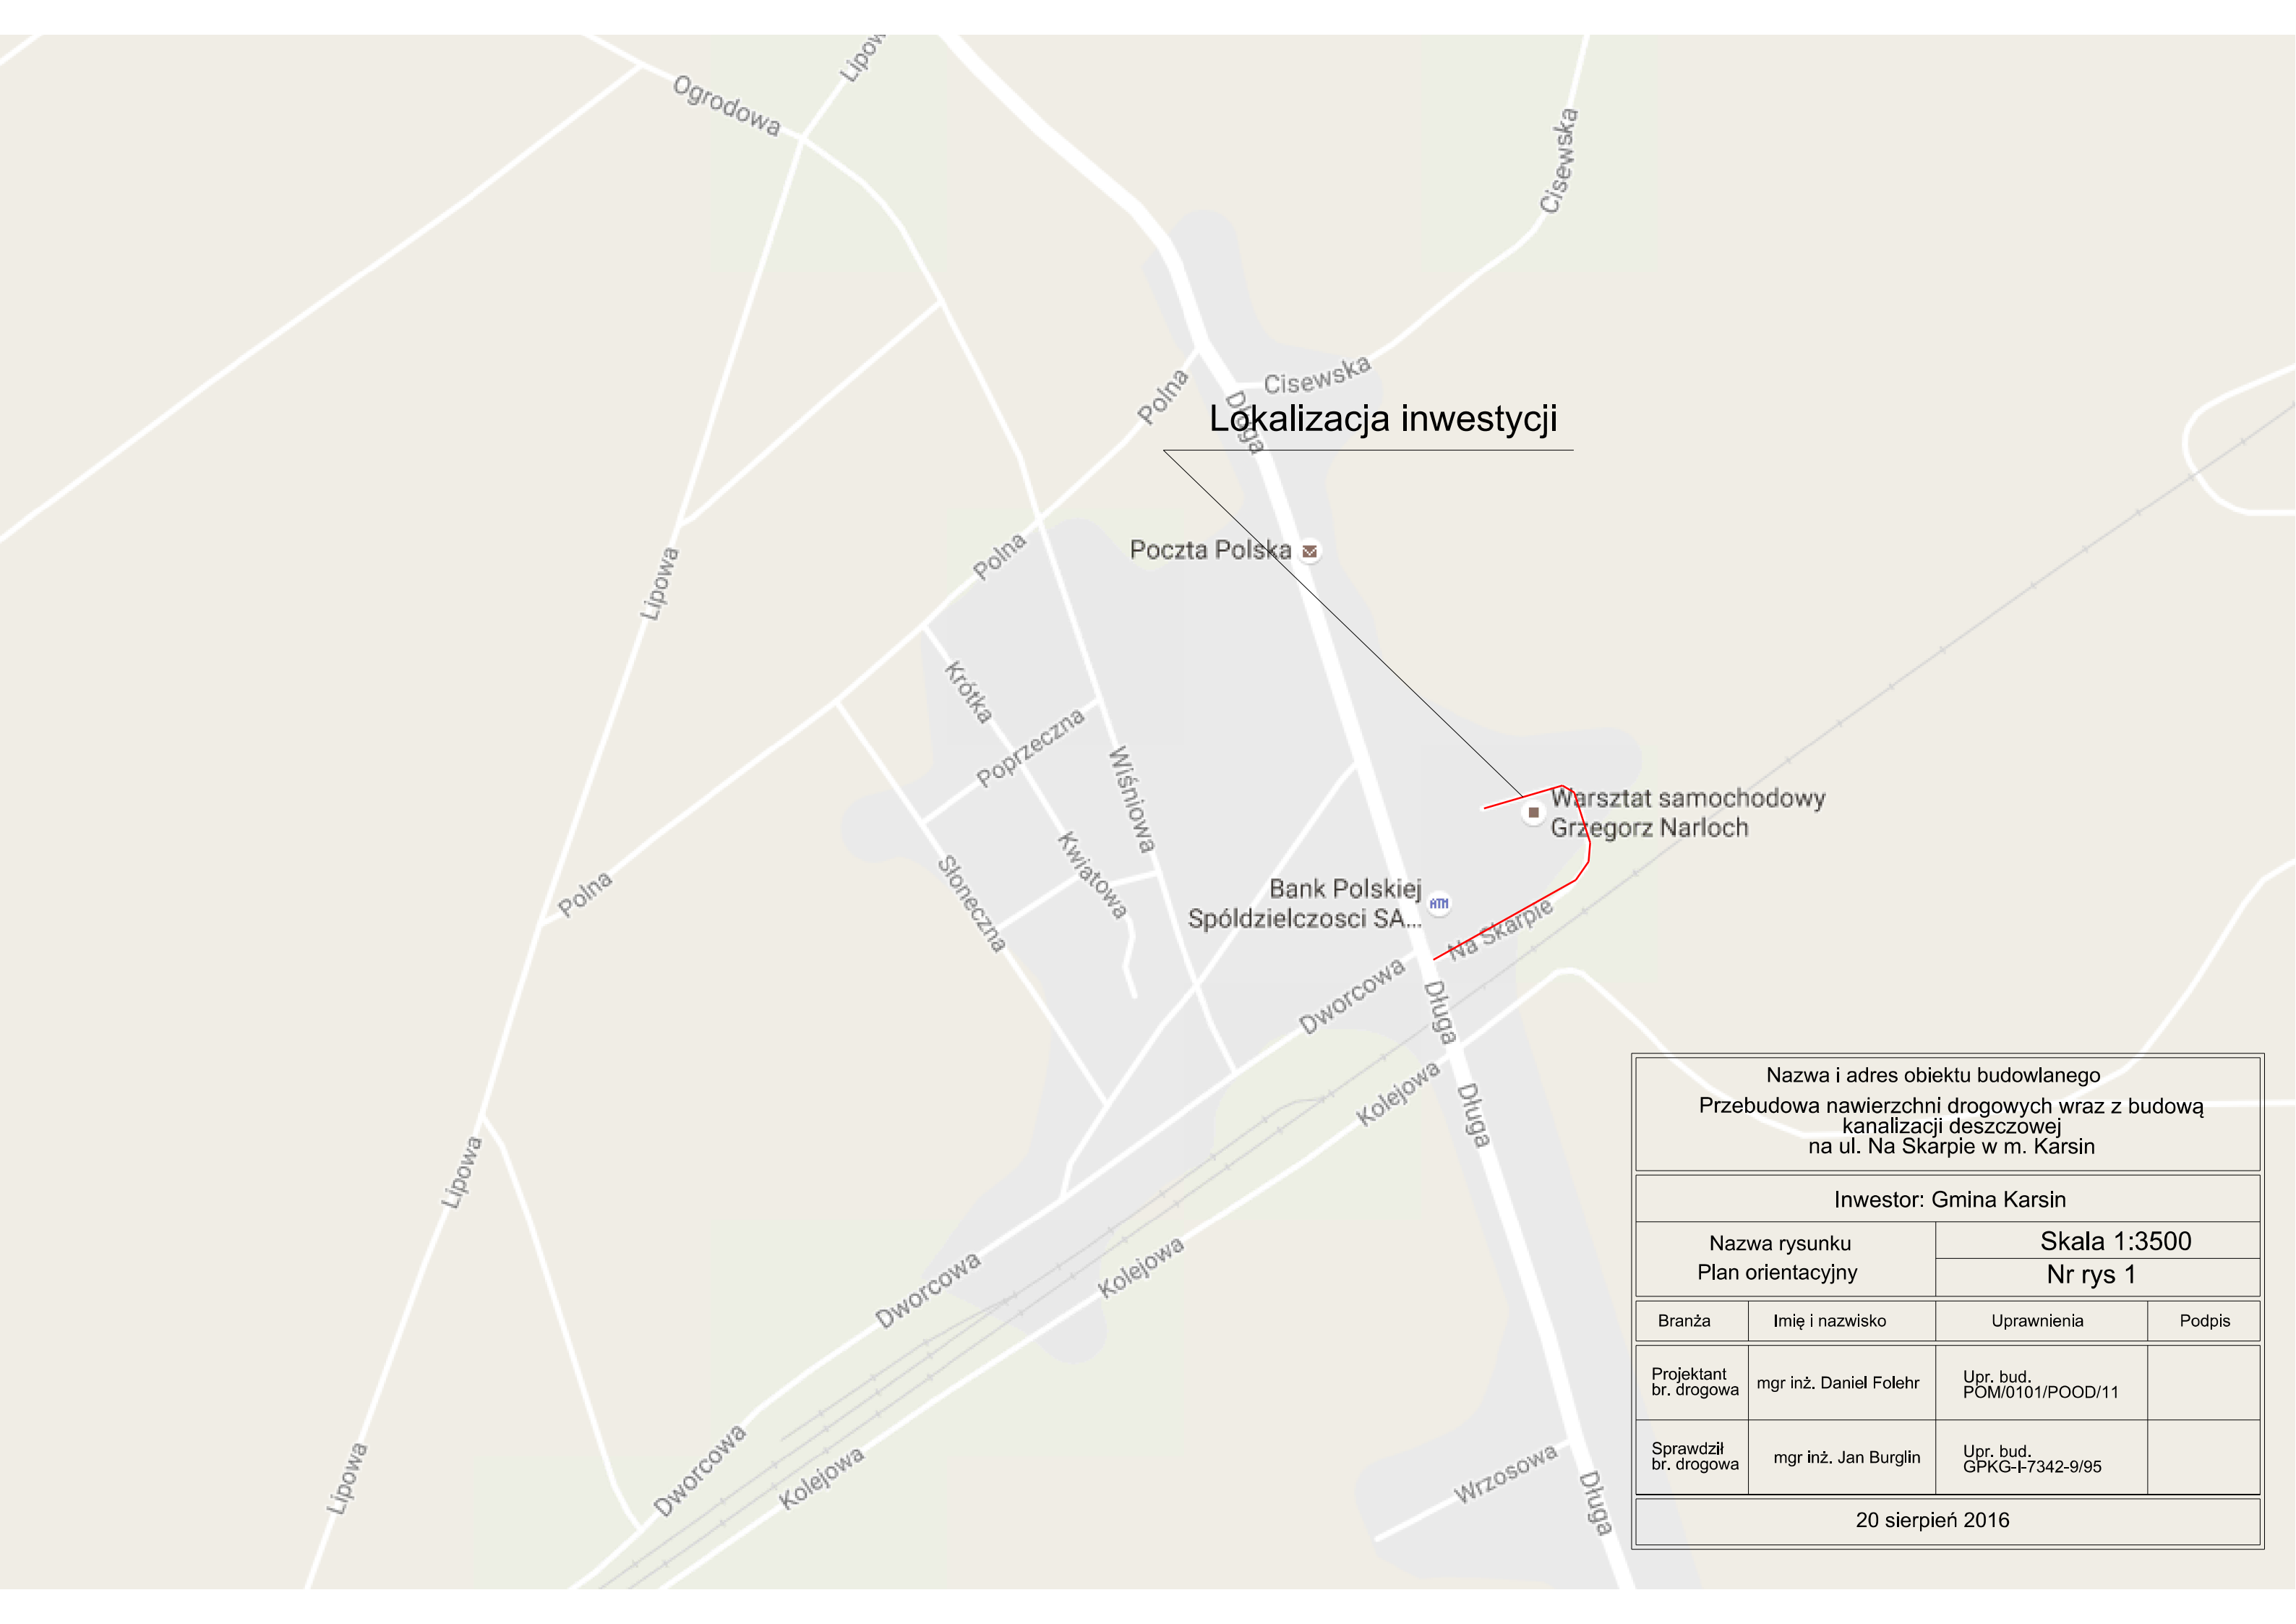 Lipow
Ogrodowa
Cisewska
Cisewska
Polna
Długa
Lokalizacja inwestycji
Poczta Polska
Polna
Lipowa
Krótka
Poprzeczna
Wiśniowa
Warsztat samochodowy
Grzegorz Narloch
Kwiatowa
Słoneczna
Polna
Bank Polskiej
Spóldzielczosci SA...
ATM
Na Skarpie
Dworcowa
Długa
Kolejowa
Długa
Lipowa
Dworcowa
Kolejowa
Dworcowa
Kolejowa
Lipowa
Wrzosowa
Długa
Nazwa i adres obiektu budowlanego
Przebudowa nawierzchni drogowych wraz z budową
kanalizacji deszczowej
na ul. Na Skarpie w m. Karsin
Inwestor: Gmina Karsin
Nazwa rysunku
Plan orientacyjny
Skala 1:3500
Nr rys 1
Branża Imię i nazwisko Uprawnienia Podpis
Projektant
br. drogowa
mgr inż. Daniel Folehr
Upr. bud.
POM/0101/POOD/11
Sprawdził
br. drogowa
mgr inż. Jan Burglin
Upr. bud.
GPKG-I-7342-9/95
20 sierpień 2016